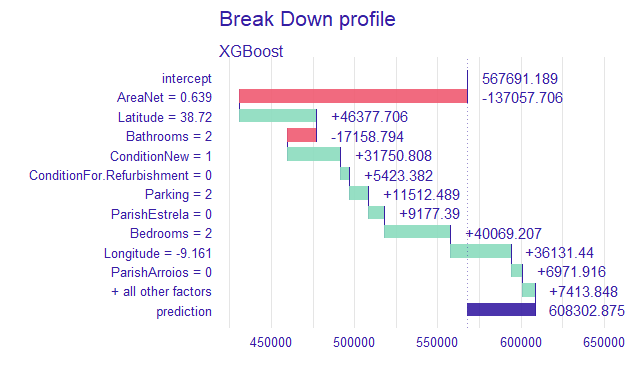 Break Down profile
XGBoost
intercept 567691.189
AreaNet = 0.639 -137057.706
Latitude = 38.72 +46377.706
Bathrooms = 2 -17158.794
ConditionNew = 1 +31750.808
ConditionFor.Refurbishment = 0 +5423.382
Parking = 2 +11512.489
ParishEstrela = 0 +9177.39
Bedrooms = 2 +40069.207
Longitude = -9.161 +36131.44
ParishArroios = 0 +6971.916
+ all other factors +7413.848
prediction 608302.875
450000 500000 550000 600000 650000